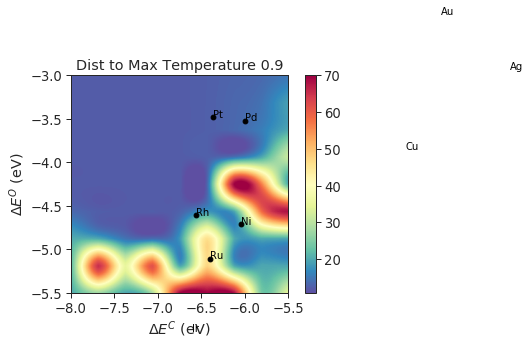 Au
Ag
Cu
Dist to Max Temperature 0.9
−3.0
−3.5
−4.0
−4.5
−5.0
−5.5
ΔE^O (eV)
Pt
Pd
Rh
Ni
Ru
−8.0 −7.5 −7.0 −6.5 −6.0 −5.5
ΔE^C (eV)
70
60
50
40
30
20